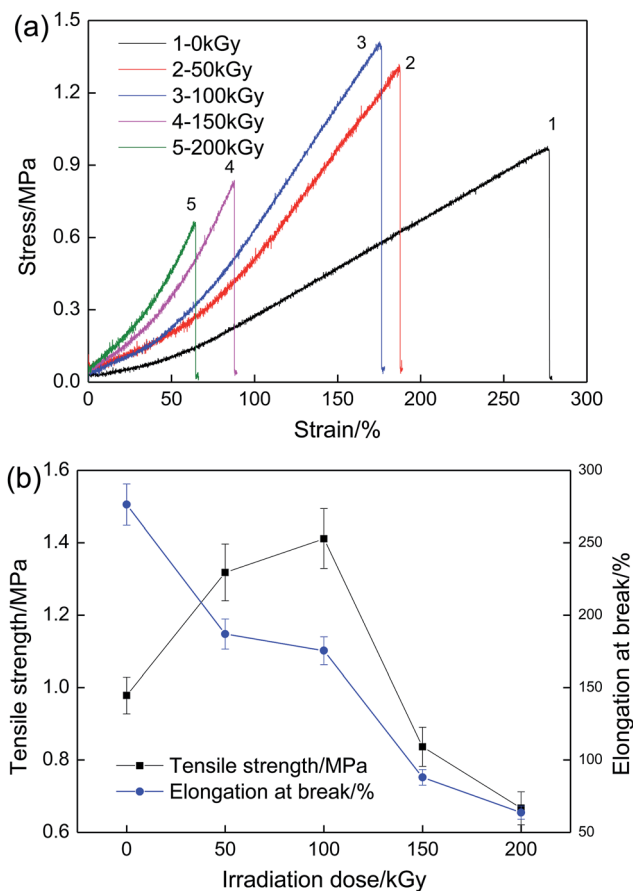 (a)
1-0kGy
2-50kGy
3-100kGy
4-150kGy
5-200kGy
3
2
1
4
5
1.5
1.2
0.9
0.6
0.3
0.0
Stress/MPa
0 50 100 150 200 250 300
Strain/%
(b)
1.6
1.4
1.2
1.0
0.8
0.6
Tensile strength/MPa
300
250
200
150
100
50
Elongation at break/%
Tensile strength/MPa
Elongation at break/%
0 50 100 150 200
Irradiation dose/kGy